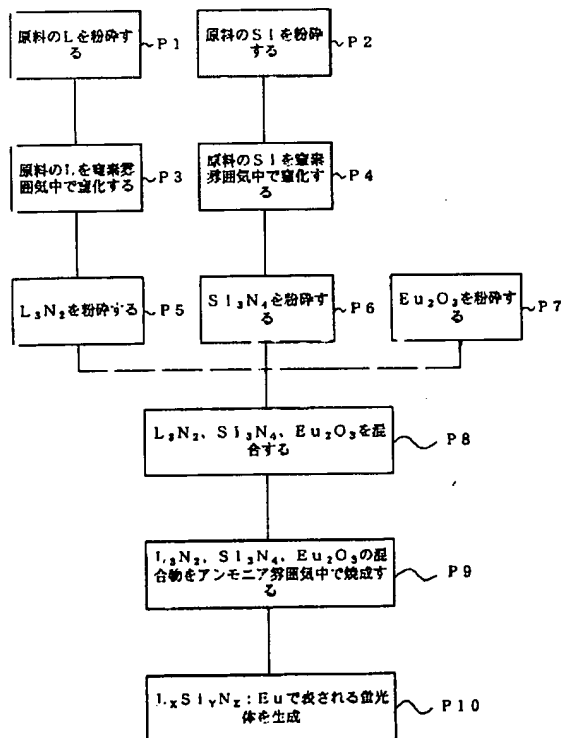 原料のLを粉砕す
る
P1
原料のSiを粉砕
する
P2
原料のLを窒素雰
囲気中で窒化する
P3
原料のSiを窒素
雰囲気中で窒化す
る
P4
L₃N₂を粉砕する
P5
Si₃N₄を粉砕す
る
P6
Eu₂O₃を粉砕す
る
P7
L₃N₂、Si₃N₄、Eu₂O₃を混
合する
P8
L₃N₂、Si₃N₄、Eu₂O₃の混
合物をアンモニア雰囲気中で焼成す
る
P9
LₓSiᵧN_Z：Euで表される蛍光
体を生成
P10